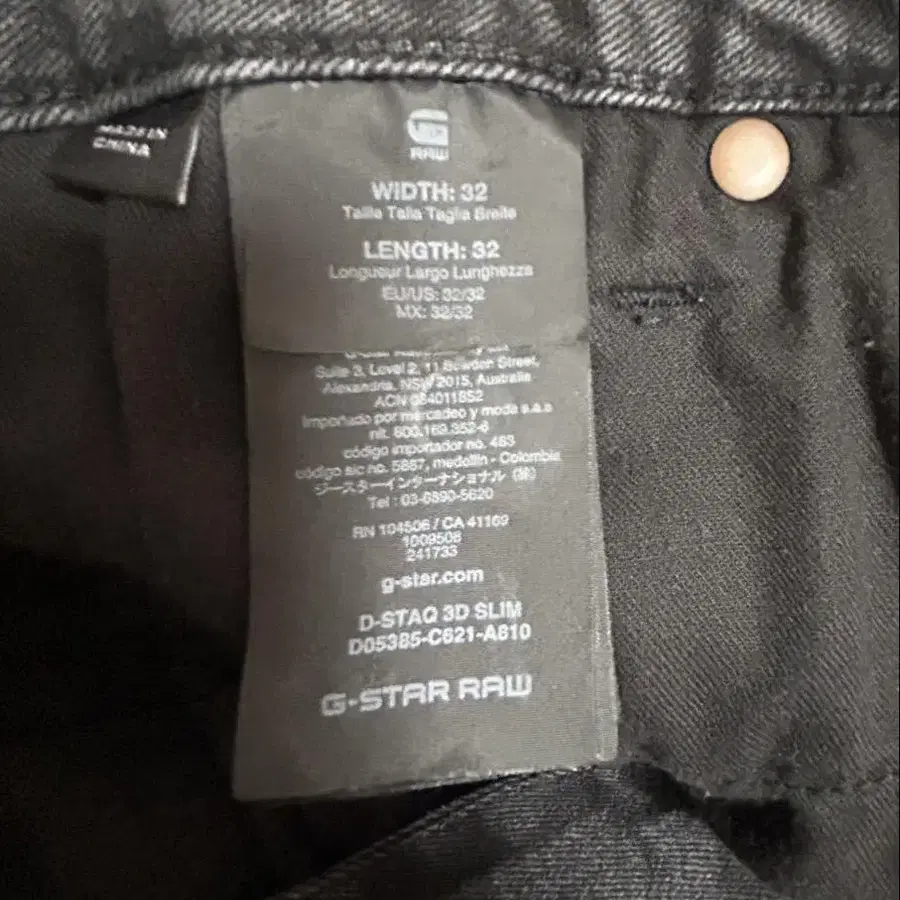 MADE IN
CHINA
RAW
WIDTH: 32
Taille Talla Taglia Breite
LENGTH: 32
Longueur Largo Lunghezza
EU/US: 32/32
MX: 32/32
Suite 3, Level 2, 11 Bowden Street,
Alexandria, NSW 2015, Australia
ACN 084011852
Importado por mercadeo y moda s.a.s
nit. 800.169.352-6
código importador no. 463
código sic no. 5887, medellin - Colombia
ジースターインターナショナル (株)
Tel : 03-6890-5620
RN 104506 / CA 41169
1009508
241733
g-star.com
D-STAQ 3D SLIM
D05385-C621-A810
G-STAR RAW